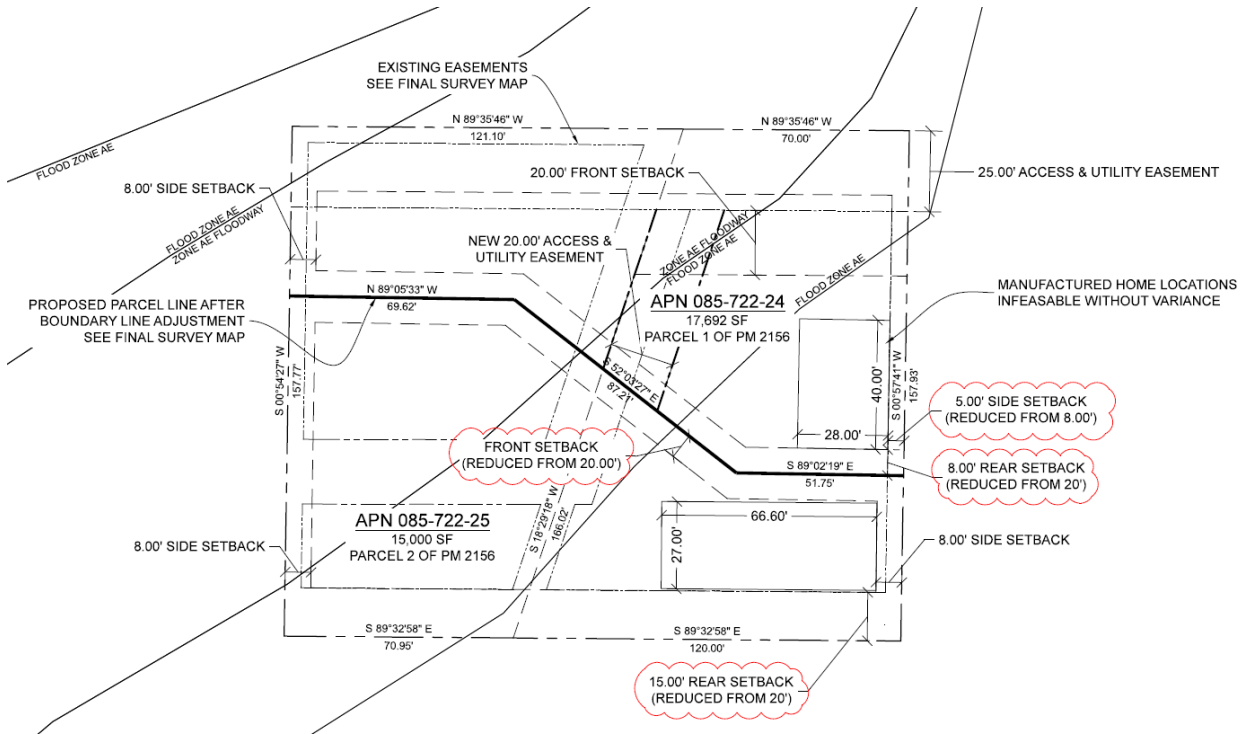 EXISTING EASEMENTS
SEE FINAL SURVEY MAP
N 89°35'46" W
121.10'
N 89°35'46" W
70.00'
FLOOD ZONE AE
8.00' SIDE SETBACK
20.00' FRONT SETBACK
25.00' ACCESS & UTILITY EASEMENT
FLOOD ZONE AE
ZONE AE FLOODWAY
NEW 20.00' ACCESS &
UTILITY EASEMENT
ZONE AE FLOODWAY
FLOOD ZONE AE
FLOOD ZONE AE
N 89°05'33" W
69.62'
PROPOSED PARCEL LINE AFTER
BOUNDARY LINE ADJUSTMENT
SEE FINAL SURVEY MAP
APN 085-722-24
17,692 SF
PARCEL 1 OF PM 2156
MANUFACTURED HOME LOCATIONS
INFEASABLE WITHOUT VARIANCE
S 00°54'27" W
157.77'
S 52°03'27" E
87.21'
40.00'
S 00°57'41" W
157.93'
28.00'
5.00' SIDE SETBACK
(REDUCED FROM 8.00')
FRONT SETBACK
(REDUCED FROM 20.00')
S 89°02'19" E
51.75'
8.00' REAR SETBACK
(REDUCED FROM 20')
APN 085-722-25
15,000 SF
PARCEL 2 OF PM 2156
S 18°29'18" W
166.02'
66.60'
27.00'
8.00' SIDE SETBACK
8.00' SIDE SETBACK
S 89°32'58" E
70.95'
S 89°32'58" E
120.00'
15.00' REAR SETBACK
(REDUCED FROM 20')